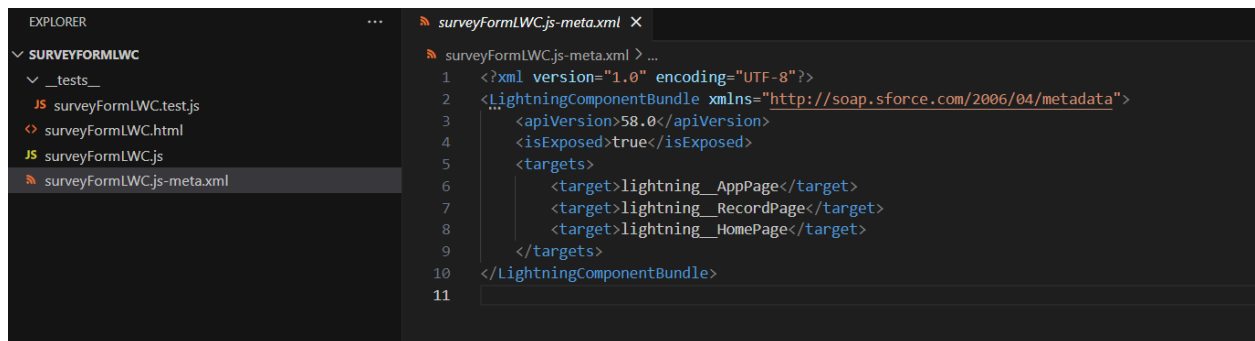 EXPLORER
···
SURVEYFORMLWC
__tests__
JS surveyFormLWC.test.js
<> surveyFormLWC.html
JS surveyFormLWC.js
surveyFormLWC.js-meta.xml
surveyFormLWC.js-meta.xml ×
surveyFormLWC.js-meta.xml > ...
1 <?xml version="1.0" encoding="UTF-8"?>
2 <LightningComponentBundle xmlns="http://soap.sforce.com/2006/04/metadata">
3 <apiVersion>58.0</apiVersion>
4 <isExposed>true</isExposed>
5 <targets>
6 <target>lightning__AppPage</target>
7 <target>lightning__RecordPage</target>
8 <target>lightning__HomePage</target>
9 </targets>
10 </LightningComponentBundle>
11